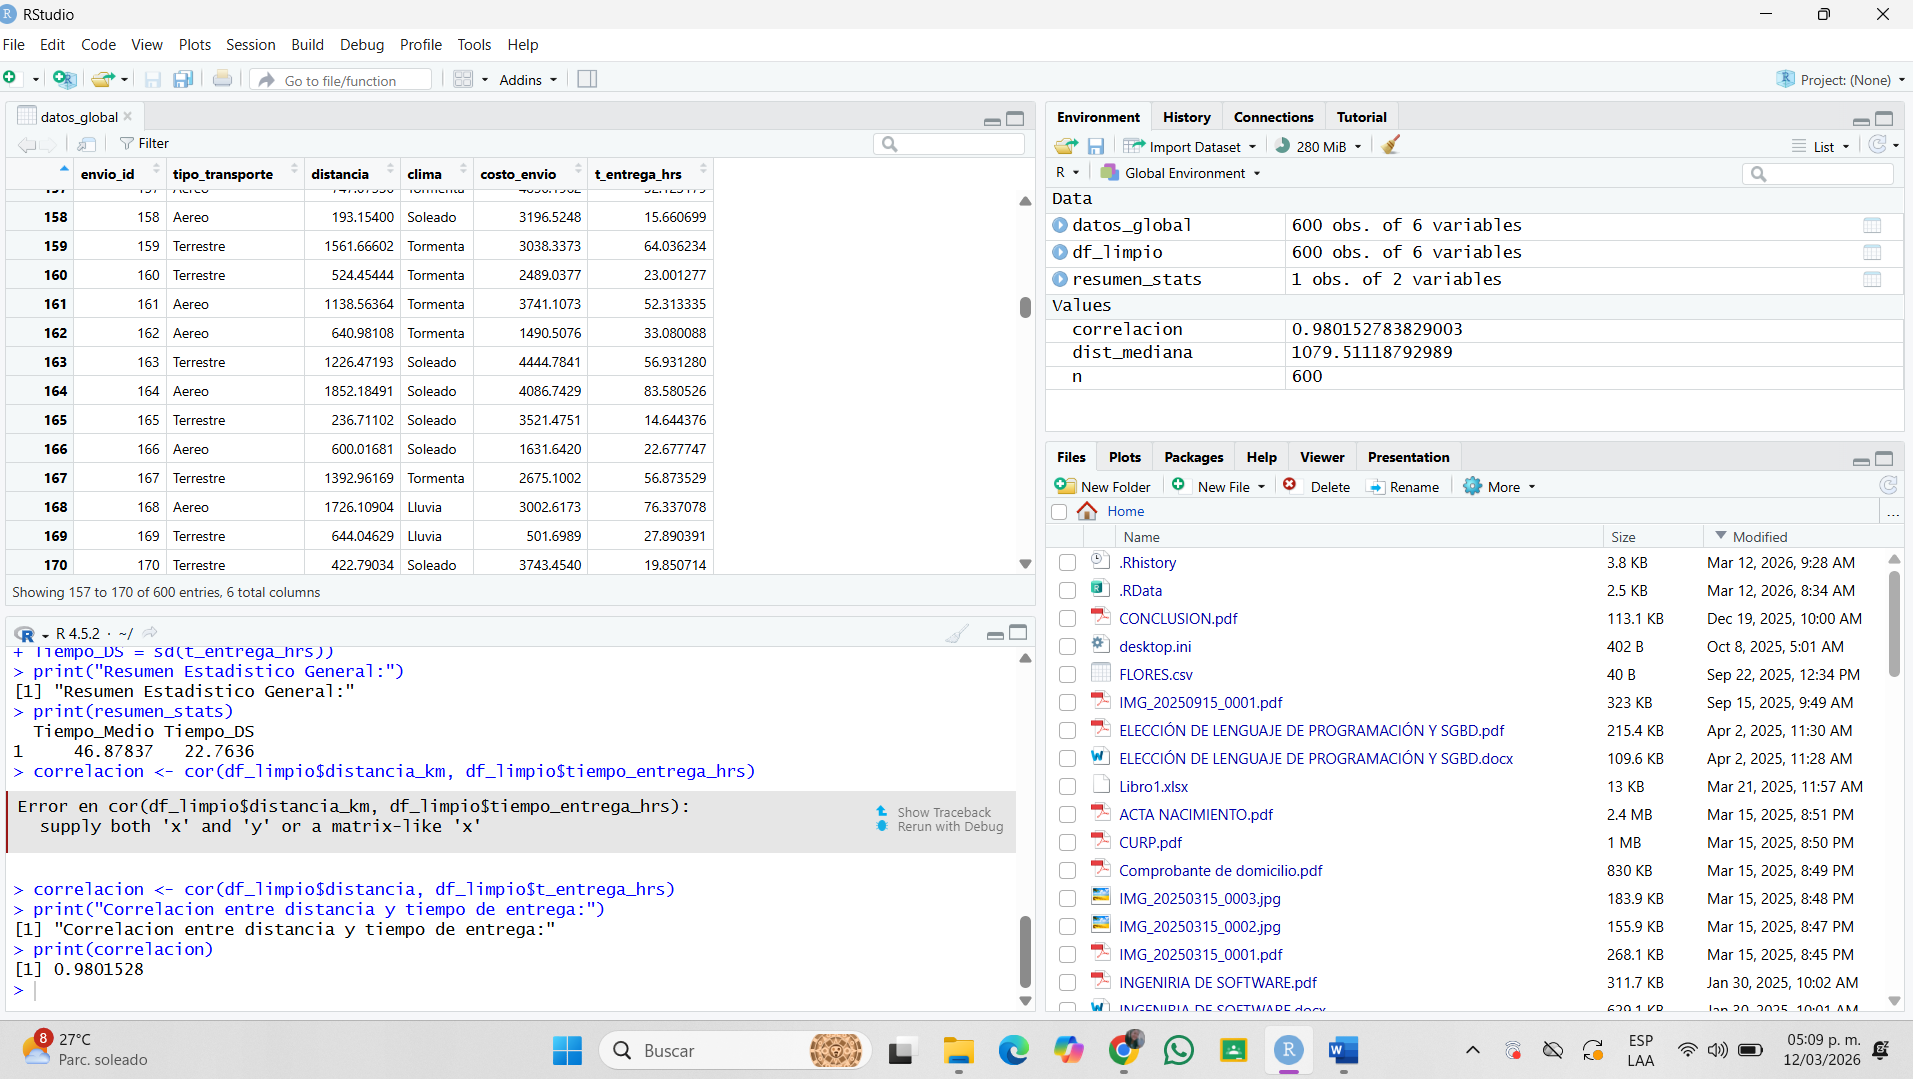 RStudio
File Edit Code View Plots Session Build Debug Profile Tools Help
Go to file/function Addins Project: (None)
datos_global
Filter
envio_id tipo_transporte distancia clima costo_envio t_entrega_hrs
158 158 Aereo 193.15400 Soleado 3196.5248 15.660699
159 159 Terrestre 1561.66602 Tormenta 3038.3373 64.036234
160 160 Terrestre 524.45444 Tormenta 2489.0377 23.001277
161 161 Aereo 1138.56364 Tormenta 3741.1073 52.313335
162 162 Aereo 640.98108 Tormenta 1490.5076 33.080088
163 163 Terrestre 1226.47193 Soleado 4444.7841 56.931280
164 164 Aereo 1852.18491 Soleado 4086.7429 83.580526
165 165 Terrestre 236.71102 Soleado 3521.4751 14.644376
166 166 Aereo 600.01681 Soleado 1631.6420 22.677747
167 167 Terrestre 1392.96169 Tormenta 2675.1002 56.873529
168 168 Aereo 1726.10904 Lluvia 3002.6173 76.337078
169 169 Terrestre 644.04629 Lluvia 501.6989 27.890391
170 170 Terrestre 422.79034 Soleado 3743.4540 19.850714
Showing 157 to 170 of 600 entries, 6 total columns
R 4.5.2 · ~/
+ Tiempo_DS = sd(t_entrega_hrs))
> print("Resumen Estadistico General:")
[1] "Resumen Estadistico General:"
> print(resumen_stats)
Tiempo_Medio Tiempo_DS
1 46.87837 22.7636
> correlacion <- cor(df_limpio$distancia_km, df_limpio$tiempo_entrega_hrs)
Error en cor(df_limpio$distancia_km, df_limpio$tiempo_entrega_hrs):
supply both 'x' and 'y' or a matrix-like 'x'
Show Traceback
Rerun with Debug
> correlacion <- cor(df_limpio$distancia, df_limpio$t_entrega_hrs)
> print("Correlacion entre distancia y tiempo de entrega:")
[1] "Correlacion entre distancia y tiempo de entrega:"
> print(correlacion)
[1] 0.9801528
>
Environment History Connections Tutorial
Import Dataset 280 MiB List
R Global Environment
Data
datos_global 600 obs. of 6 variables
df_limpio 600 obs. of 6 variables
resumen_stats 1 obs. of 2 variables
Values
correlacion 0.980152783829003
dist_mediana 1079.51118792989
n 600
Files Plots Packages Help Viewer Presentation
New Folder New File Delete Rename More
Home ...
Name Size Modified
.Rhistory 3.8 KB Mar 12, 2026, 9:28 AM
.RData 2.5 KB Mar 12, 2026, 8:34 AM
CONCLUSION.pdf 113.1 KB Dec 19, 2025, 10:00 AM
desktop.ini 402 B Oct 8, 2025, 5:01 AM
FLORES.csv 40 B Sep 22, 2025, 12:34 PM
IMG_20250915_0001.pdf 323 KB Sep 15, 2025, 9:49 AM
ELECCIÓN DE LENGUAJE DE PROGRAMACIÓN Y SGBD.pdf 215.4 KB Apr 2, 2025, 11:30 AM
ELECCIÓN DE LENGUAJE DE PROGRAMACIÓN Y SGBD.docx 109.6 KB Apr 2, 2025, 11:28 AM
Libro1.xlsx 13 KB Mar 21, 2025, 11:57 AM
ACTA NACIMIENTO.pdf 2.4 MB Mar 15, 2025, 8:51 PM
CURP.pdf 1 MB Mar 15, 2025, 8:50 PM
Comprobante de domicilio.pdf 830 KB Mar 15, 2025, 8:49 PM
IMG_20250315_0003.jpg 183.9 KB Mar 15, 2025, 8:48 PM
IMG_20250315_0002.jpg 155.9 KB Mar 15, 2025, 8:47 PM
IMG_20250315_0001.pdf 268.1 KB Mar 15, 2025, 8:45 PM
INGENIRIA DE SOFTWARE.pdf 311.7 KB Jan 30, 2025, 10:02 AM
INGENIRIA DE SOFTWARE.docx 629.1 KB Jan 30, 2025, 10:01 AM
8 27°C
Parc. soleado
Buscar
ESP
LAA
05:09 p. m.
12/03/2026